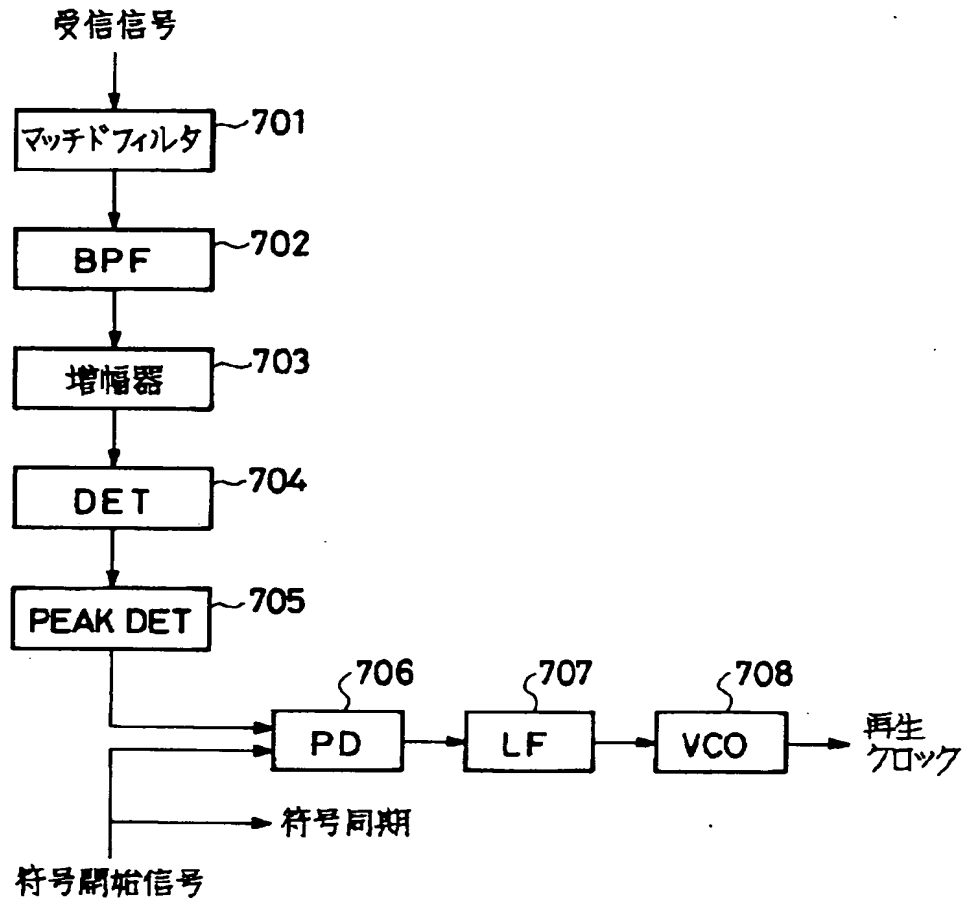 受信信号
マッチドフィルタ
701
BPF
702
増幅器
703
DET
704
PEAK DET
705
706
707
708
PD
LF
VCO
再生
クロック
符号同期
符号開始信号